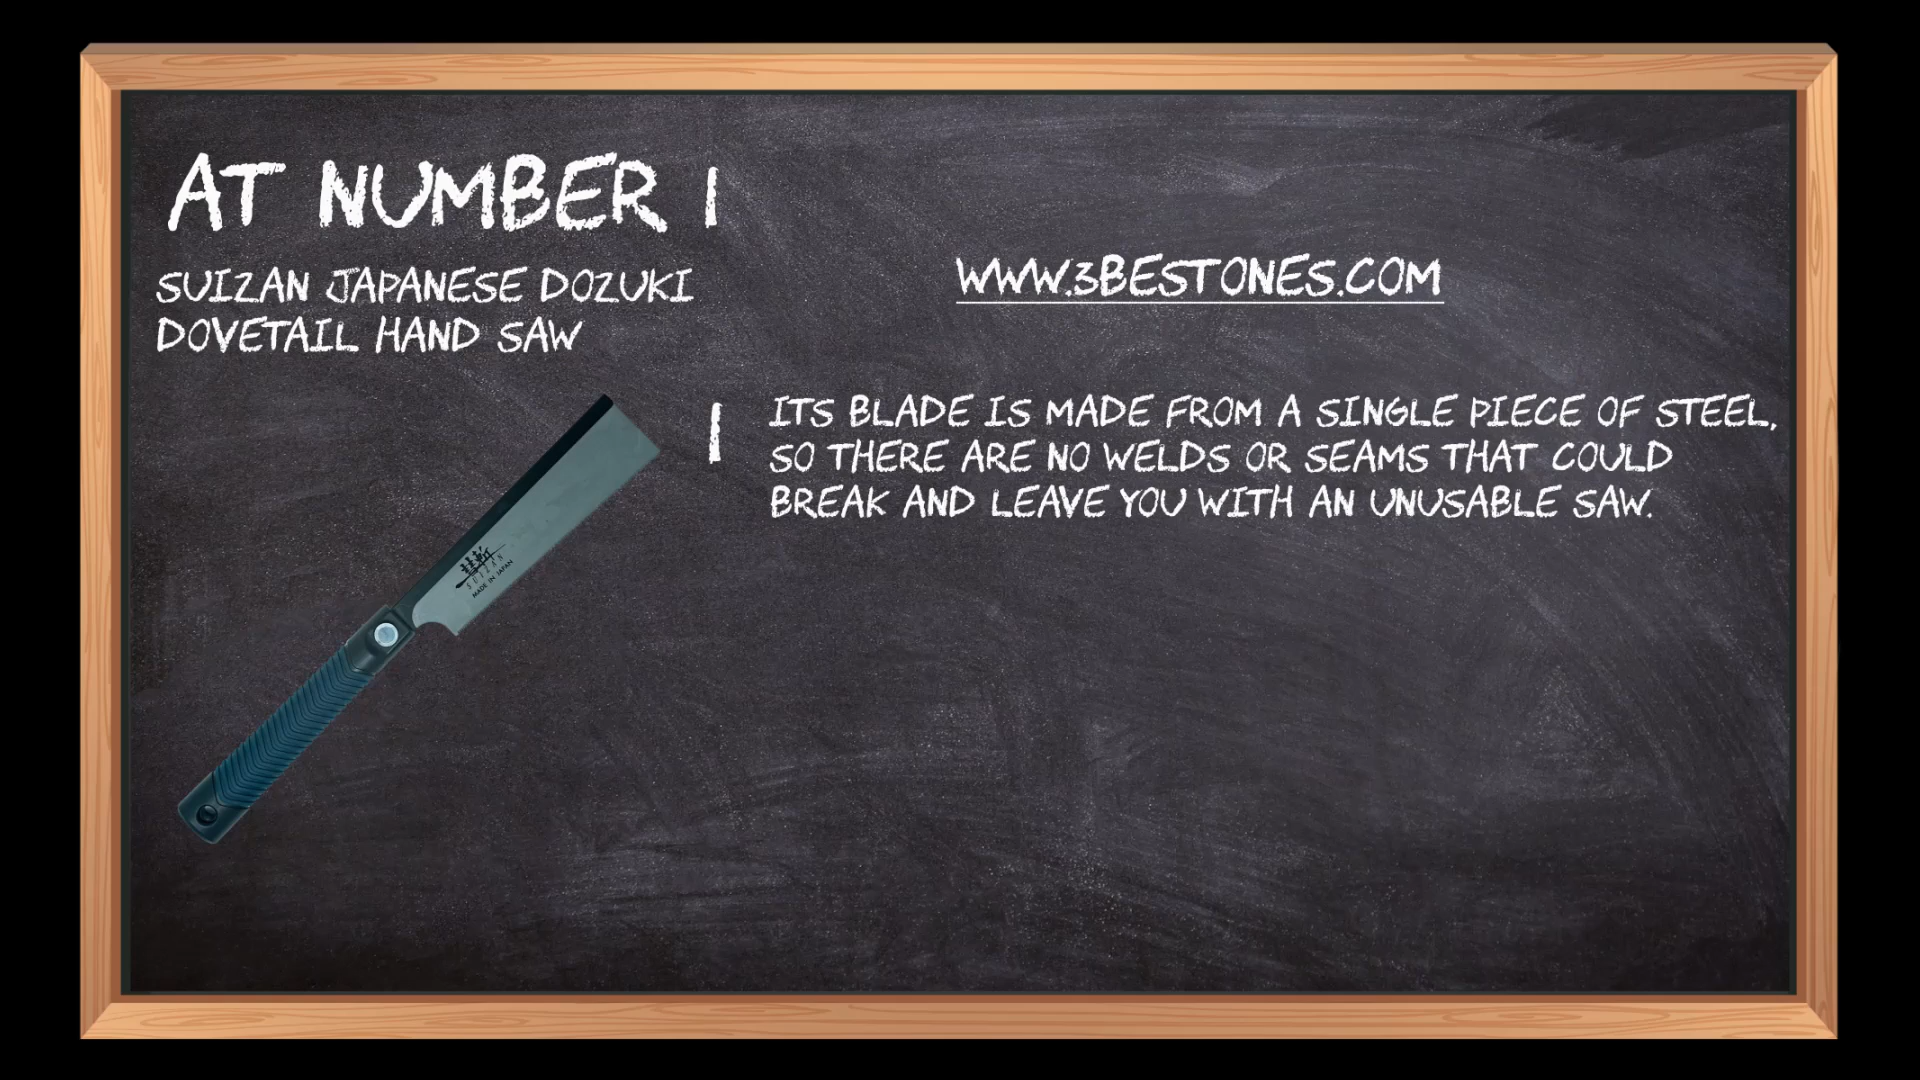 AT NUMBER 1
SUIZAN JAPANESE DOZUKI
DOVETAIL HAND SAW
WWW.3BESTONES.COM
1
ITS BLADE IS MADE FROM A SINGLE PIECE OF STEEL,
SO THERE ARE NO WELDS OR SEAMS THAT COULD
BREAK AND LEAVE YOU WITH AN UNUSABLE SAW.
SUIZAN
MADE IN JAPAN